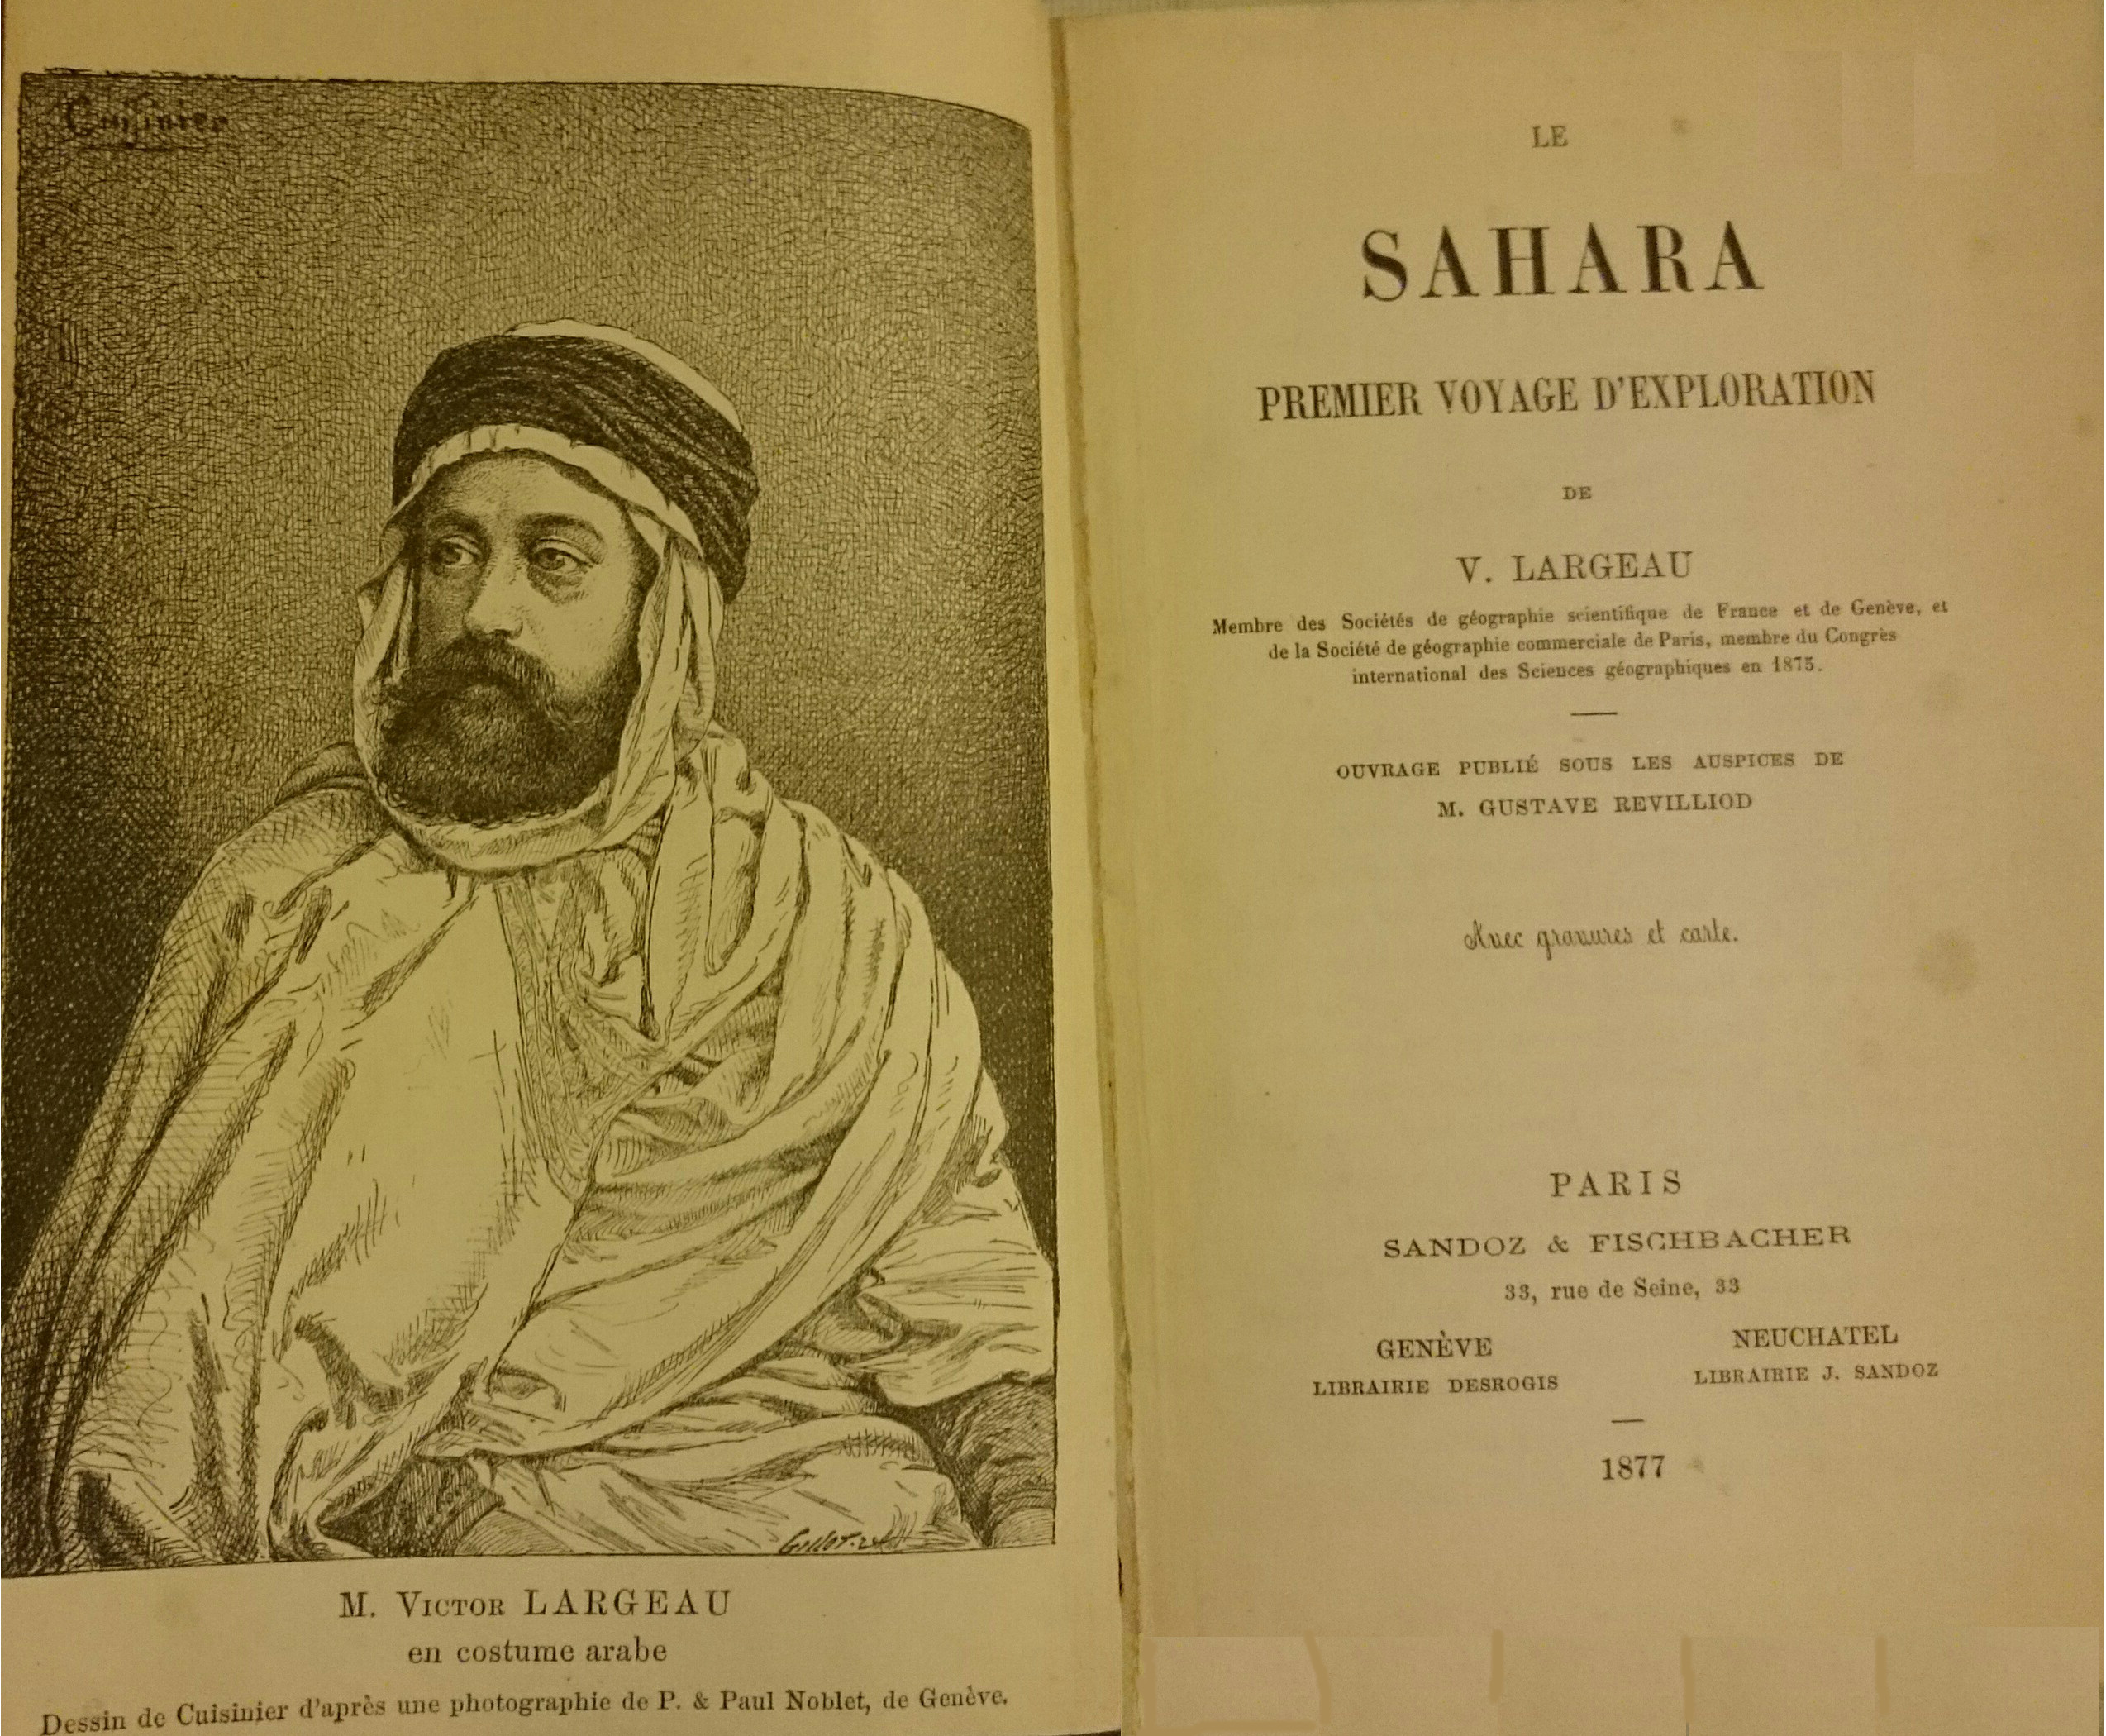 Cuisinier
Gillot. sc
M. VICTOR LARGEAU
en costume arabe
Dessin de Cuisinier d'après une photographie de P. & Paul Noblet, de Genève.
LE
SAHARA
PREMIER VOYAGE D'EXPLORATION
DE
V. LARGEAU
Membre des Sociétés de géographie scientifique de France et de Genève, et
de la Société de géographie commerciale de Paris, membre du Congrès
international des Sciences géographiques en 1875.
OUVRAGE PUBLIÉ SOUS LES AUSPICES DE
M. GUSTAVE REVILLIOD
Avec gravures et carte.
PARIS
SANDOZ & FISCHBACHER
33, rue de Seine, 33
GENÈVE NEUCHATEL
LIBRAIRIE DESROGIS LIBRAIRIE J. SANDOZ
1877